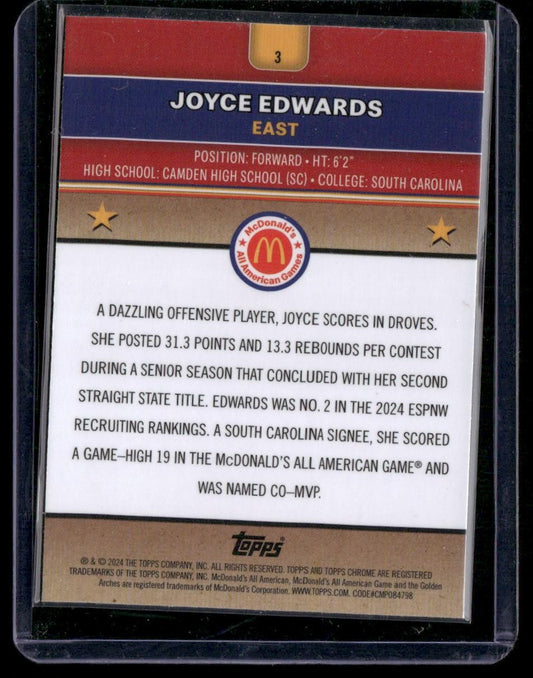 3
JOYCE EDWARDS
EAST
POSITION: FORWARD • HT: 6'2"
HIGH SCHOOL: CAMDEN HIGH SCHOOL (SC) • COLLEGE: SOUTH CAROLINA
McDonald's
All American Games
A DAZZLING OFFENSIVE PLAYER, JOYCE SCORES IN DROVES.
SHE POSTED 31.3 POINTS AND 13.3 REBOUNDS PER CONTEST
DURING A SENIOR SEASON THAT CONCLUDED WITH HER SECOND
STRAIGHT STATE TITLE. EDWARDS WAS NO. 2 IN THE 2024 ESPNW
RECRUITING RANKINGS. A SOUTH CAROLINA SIGNEE, SHE SCORED
A GAME–HIGH 19 IN THE McDONALD'S ALL AMERICAN GAME® AND
WAS NAMED CO–MVP.
topps®
® & © 2024 THE TOPPS COMPANY, INC. ALL RIGHTS RESERVED. TOPPS AND TOPPS CHROME ARE REGISTERED
TRADEMARKS OF THE TOPPS COMPANY, INC. McDonald's All American, McDonald's All American Game and the Golden
Arches are registered trademarks of McDonald's Corporation. WWW.TOPPS.COM. CODE#CMP084798